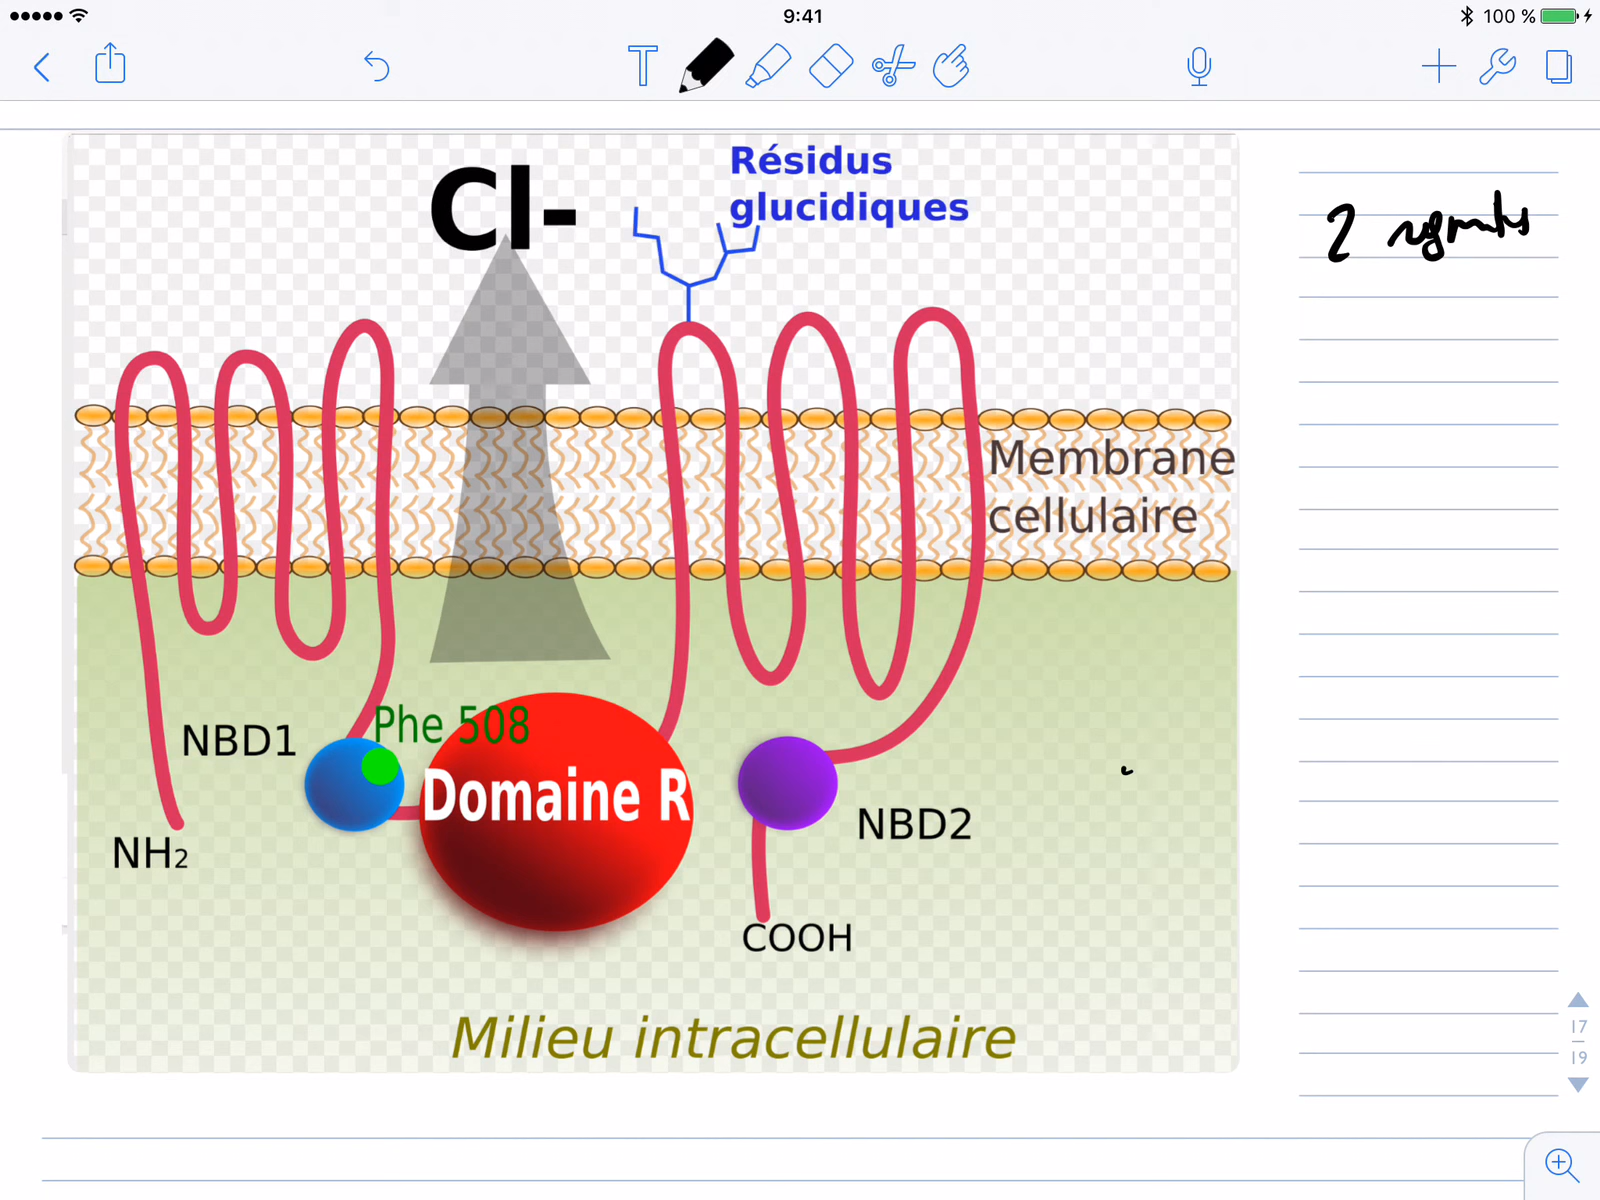 9:41
100 %
Cl-
Résidus
glucidiques
2 segments
Membrane
cellulaire
Phe 508
NBD1
Domaine R
NBD2
NH2
COOH
Milieu intracellulaire
17
19